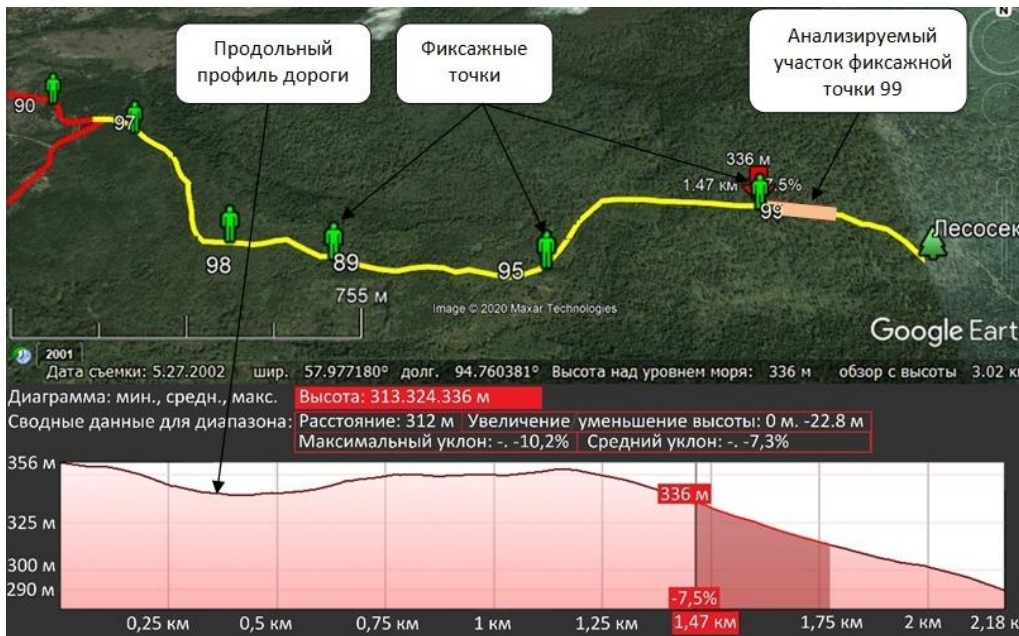 Продольный
профиль дороги
Фиксажные
точки
Анализируемый
участок фиксажной
точки 99
N
90
97
336 м
1.47 км 7.5%
99
98
89
95
Лесосек
755 м
Image © 2020 Maxar Technologies
Google Eart
2001
Дата съемки: 5.27.2002 шир. 57.977180° долг. 94.760381° Высота над уровнем моря: 336 м обзор с высоты 3.02 км
Диаграмма: мин., средн., макс. Высота: 313.324.336 м
Сводные данные для диапазона: Расстояние: 312 м Увеличение уменьшение высоты: 0 м. -22.8 м
Максимальный уклон: -. -10,2% Средний уклон: -. -7,3%
356 м
336 м
325 м
300 м
290 м
-7,5%
0,25 км 0,5 км 0,75 км 1 км 1,25 км 1,47 км 1,75 км 2 км 2,18 к